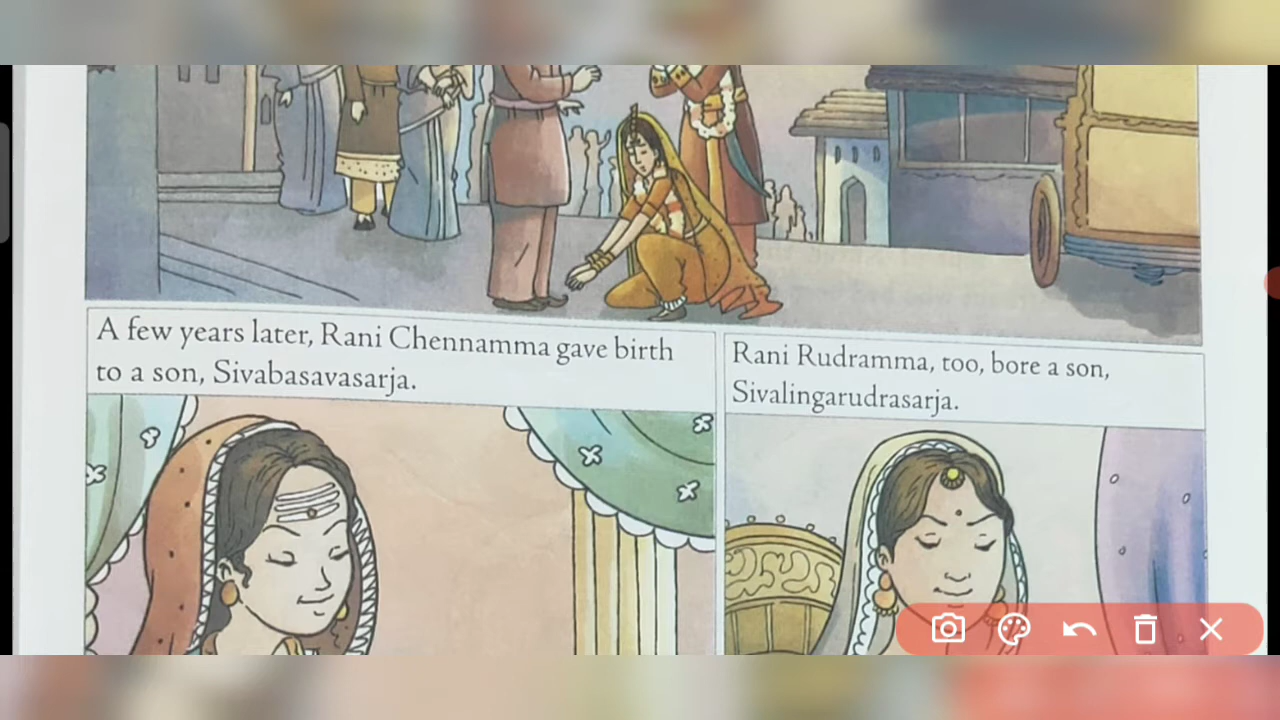 A few years later, Rani Chennamma gave birth
to a son, Sivabasavasarja.
Rani Rudramma, too, bore a son,
Sivalingarudrasarja.